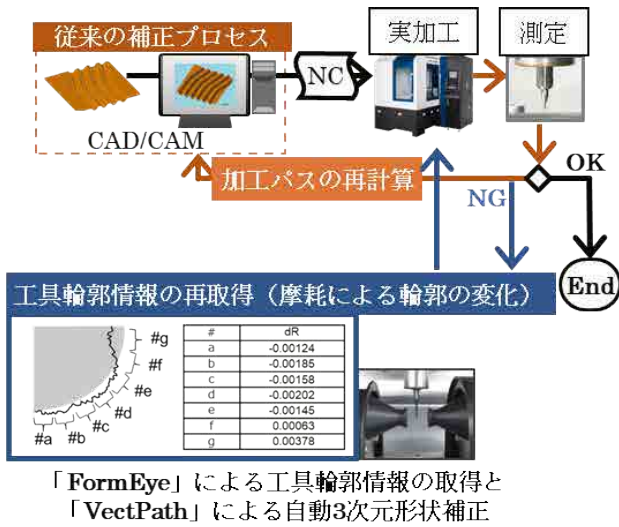 従来の補正プロセス
実加工
測定
NC
CAD/CAM
加工パスの再計算
OK
NG
End
工具輪郭情報の再取得（摩耗による輪郭の変化）
#g
#f
#e
#d
#c
#b
#a
# dR
a -0.00124
b -0.00185
c -0.00158
d -0.00202
e -0.00145
f 0.00063
g 0.00378
「FormEye」による工具輪郭情報の取得と
「VectPath」による自動3次元形状補正